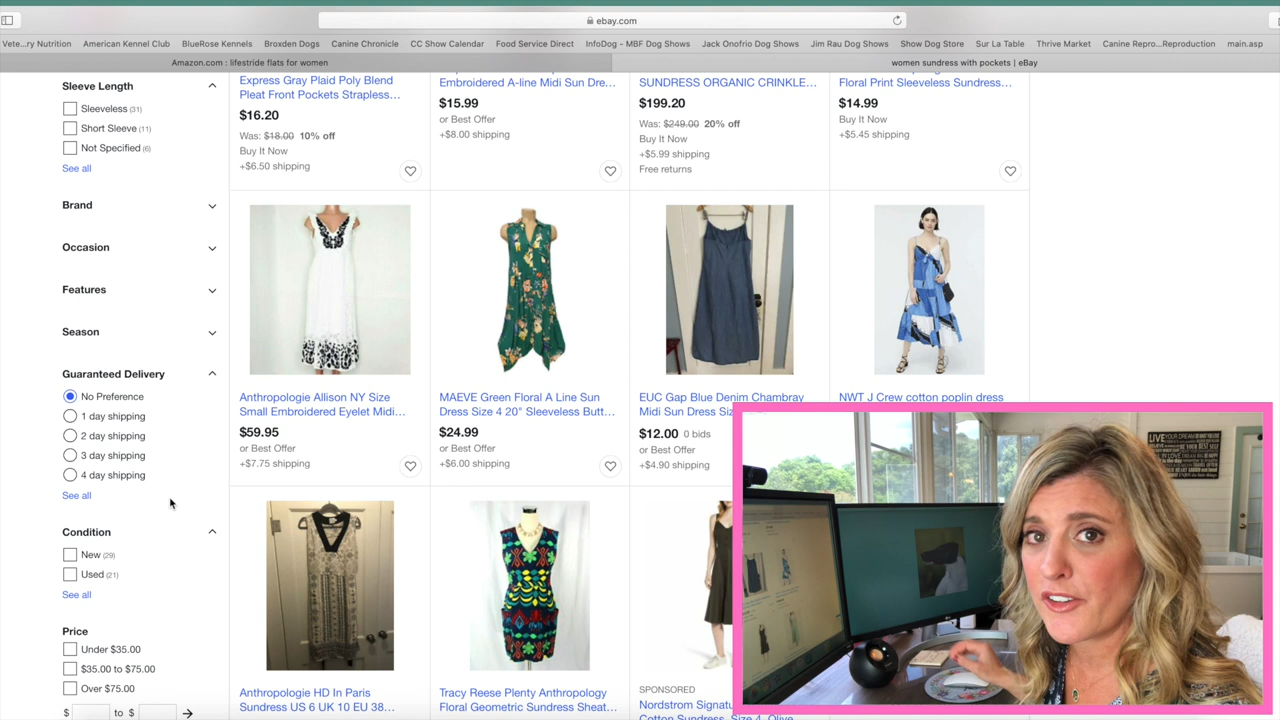 ebay.com
Vete...ry Nutrition
American Kennel Club
BlueRose Kennels
Broxden Dogs
Canine Chronicle
CC Show Calendar
Food Service Direct
InfoDog - MBF Dog Shows
Jack Onofrio Dog Shows
Jim Rau Dog Shows
Show Dog Store
Sur La Table
Thrive Market
Canine Repro...Reproduction
main.asp
Amazon.com : lifestride flats for women
women sundress with pockets | eBay
Sleeve Length
Sleeveless (31)
Short Sleeve (11)
Not Specified (6)
See all
Brand
Occasion
Features
Season
Guaranteed Delivery
No Preference
1 day shipping
2 day shipping
3 day shipping
4 day shipping
See all
Condition
New (29)
Used (21)
See all
Price
Under $35.00
$35.00 to $75.00
Over $75.00
$ to $
Express Gray Plaid Poly Blend
Pleat Front Pockets Strapless...
$16.20
Was: $18.00 10% off
Buy It Now
+$6.50 shipping
Embroidered A-line Midi Sun Dre...
$15.99
or Best Offer
+$8.00 shipping
SUNDRESS ORGANIC CRINKLE...
$199.20
Was: $249.00 20% off
Buy It Now
+$5.99 shipping
Free returns
Floral Print Sleeveless Sundress...
$14.99
Buy It Now
+$5.45 shipping
Anthropologie Allison NY Size
Small Embroidered Eyelet Midi...
$59.95
or Best Offer
+$7.75 shipping
MAEVE Green Floral A Line Sun
Dress Size 4 20" Sleeveless Butt...
$24.99
or Best Offer
+$6.00 shipping
EUC Gap Blue Denim Chambray
Midi Sun Dress Siz
$12.00 0 bids
or Best Offer
+$4.90 shipping
NWT J Crew cotton poplin dress
Anthropologie HD In Paris
Sundress US 6 UK 10 EU 38...
Tracy Reese Plenty Anthropology
Floral Geometric Sundress Sheat...
SPONSORED
Nordstrom Signatu
Cotton Sundress, Size 4, Olive
LIVE YOUR DREAM